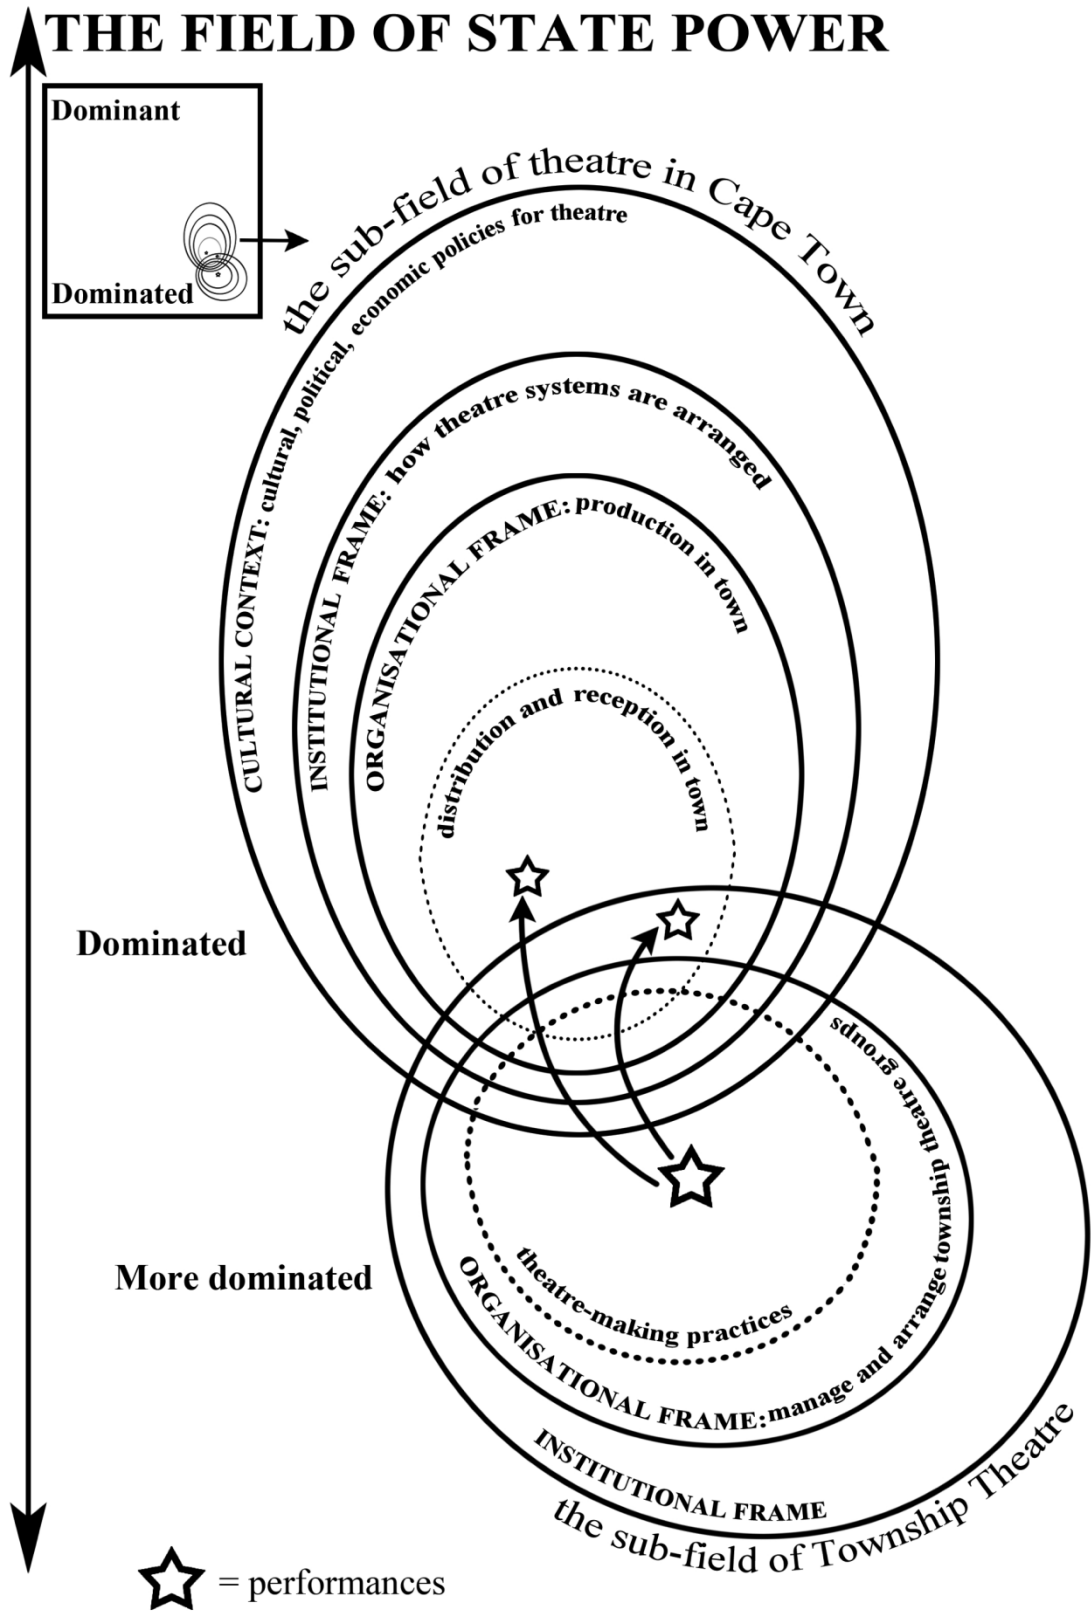 THE FIELD OF STATE POWER
Dominant
Dominated
the sub-field of theatre in Cape Town
CULTURAL CONTEXT: cultural, political, economic policies for theatre
INSTITUTIONAL FRAME: how theatre systems are arranged
ORGANISATIONAL FRAME: production in town
distribution and reception in town
Dominated
More dominated
theatre-making practices
ORGANISATIONAL FRAME: manage and arrange township theatre groups
INSTITUTIONAL FRAME
the sub-field of Township Theatre
= performances